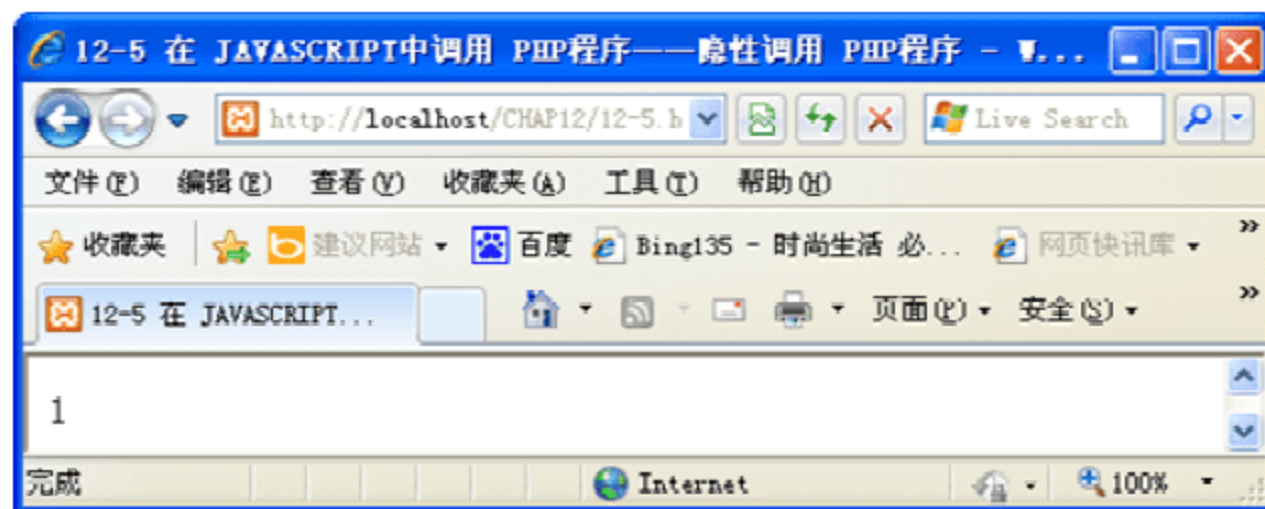 12-5 在 JAVASCRIPT中调用 PHP程序——隐性调用 PHP程序 - W...
http://localhost/CHAP12/12-5.h Live Search
文件(F) 编辑(E) 查看(V) 收藏夹(A) 工具(T) 帮助(H)
收藏夹 建议网站 百度 Bing135 - 时尚生活 必... 网页快讯库 »
12-5 在 JAVASCRIPT... 页面(P) 安全(S) »
1
完成 Internet 100%